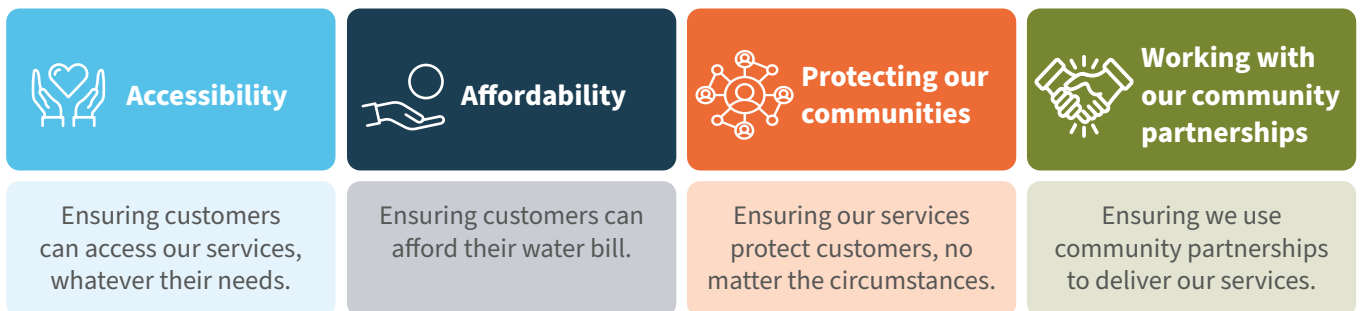 Accessibility
Affordability
Protecting our
communities
Working with
our community
partnerships
Ensuring customers
can access our services,
whatever their needs.
Ensuring customers can
afford their water bill.
Ensuring our services
protect customers, no
matter the circumstances.
Ensuring we use
community partnerships
to deliver our services.